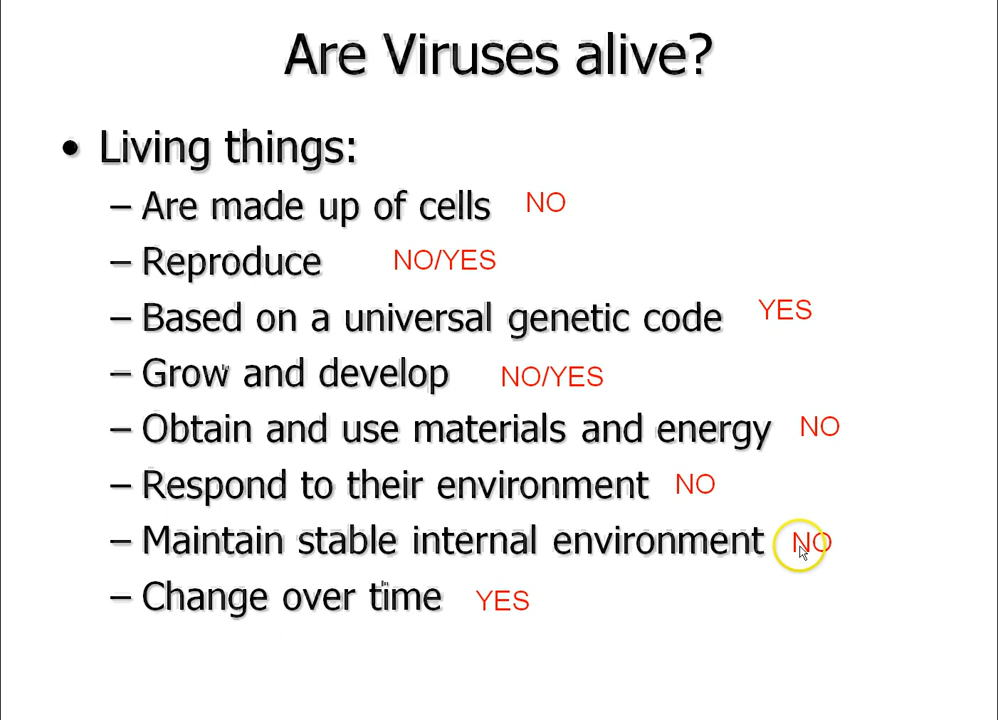 Are Viruses alive?
• Living things:
– Are made up of cells NO
– Reproduce NO/YES
– Based on a universal genetic code YES
– Grow and develop NO/YES
– Obtain and use materials and energy NO
– Respond to their environment NO
– Maintain stable internal environment NO
– Change over time YES